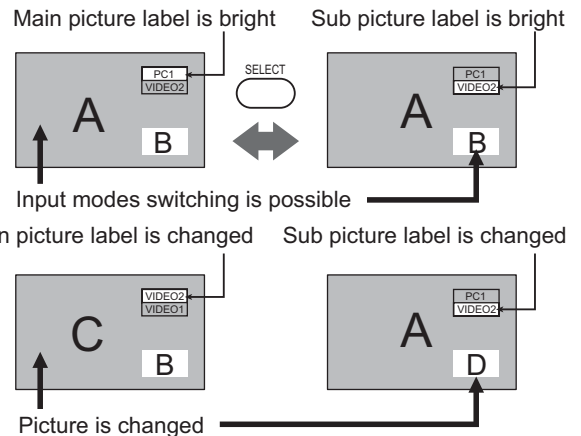 Main picture label is bright
Sub picture label is bright
PC1
VIDEO2
A
B
SELECT
PC1
VIDEO2
A
B
Input modes switching is possible
n picture label is changed
Sub picture label is changed
VIDEO2
VIDEO1
C
B
PC1
VIDEO2
A
D
Picture is changed